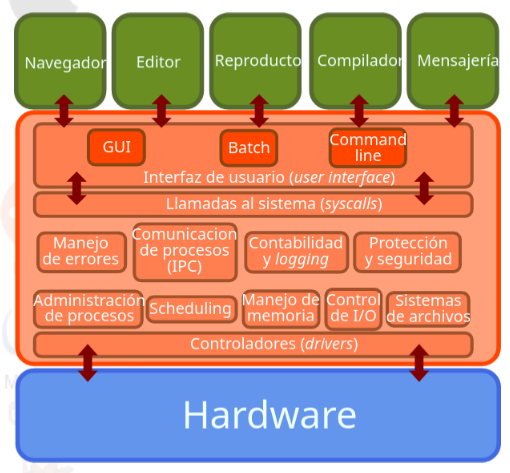 Navegador
Editor
Reproducto
Compilador
Mensajería
GUI
Batch
Command
line
Interfaz de usuario (user interface)
Llamadas al sistema (syscalls)
Manejo
de errores
Comunicacion
de procesos
(IPC)
Contabilidad
y logging
Protección
y seguridad
Administración
de procesos
Scheduling
Manejo de
memoria
Control
de I/O
Sistemas
de archivos
Controladores (drivers)
Hardware